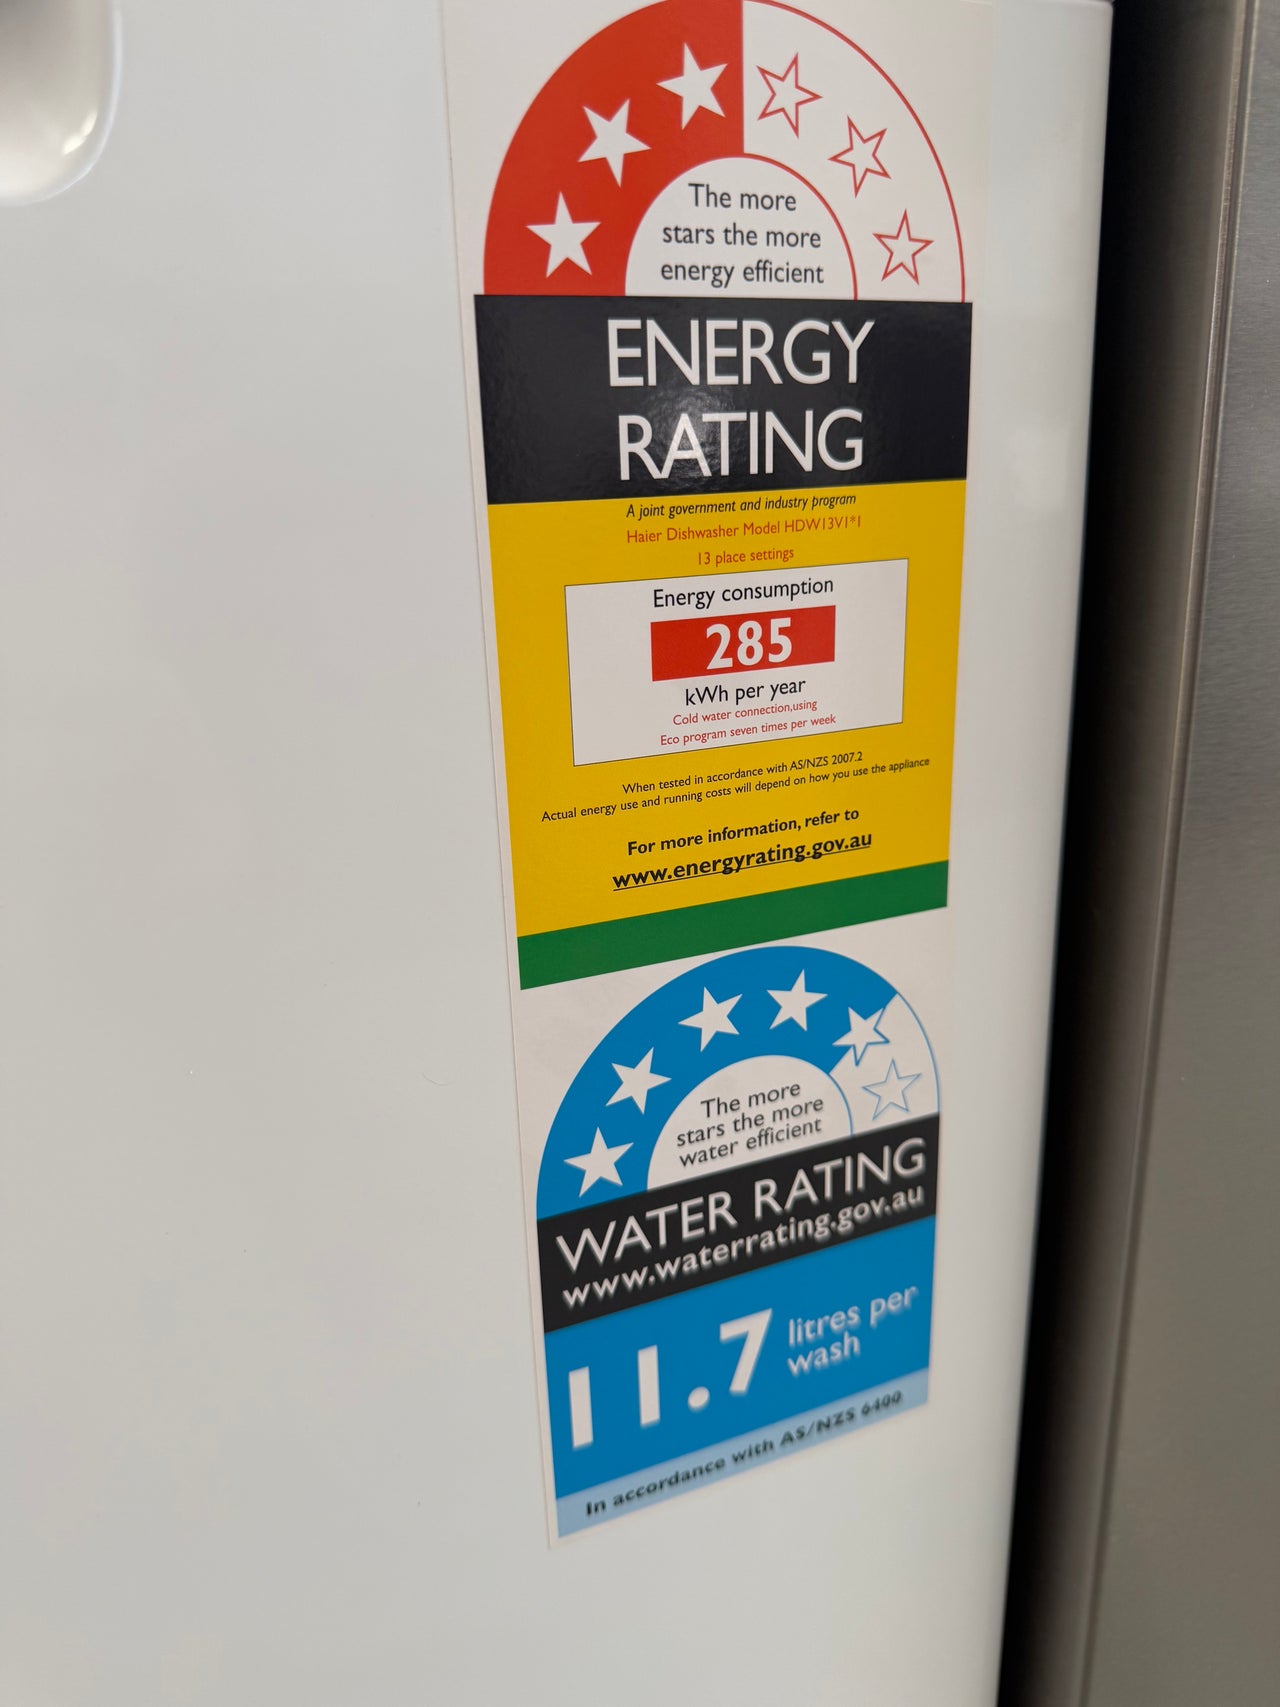 The more
stars the more
energy efficient
ENERGY
RATING
A joint government and industry program
Haier Dishwasher Model HDW13V1*1
13 place settings
Energy consumption
285
kWh per year
Cold water connection,using
Eco program seven times per week
When tested in accordance with AS/NZS 2007.2
Actual energy use and running costs will depend on how you use the appliance
For more information, refer to
www.energyrating.gov.au
The more
stars the more
water efficient
WATER RATING
www.waterrating.gov.au
11.7 litres per
wash
In accordance with AS/NZS 6400